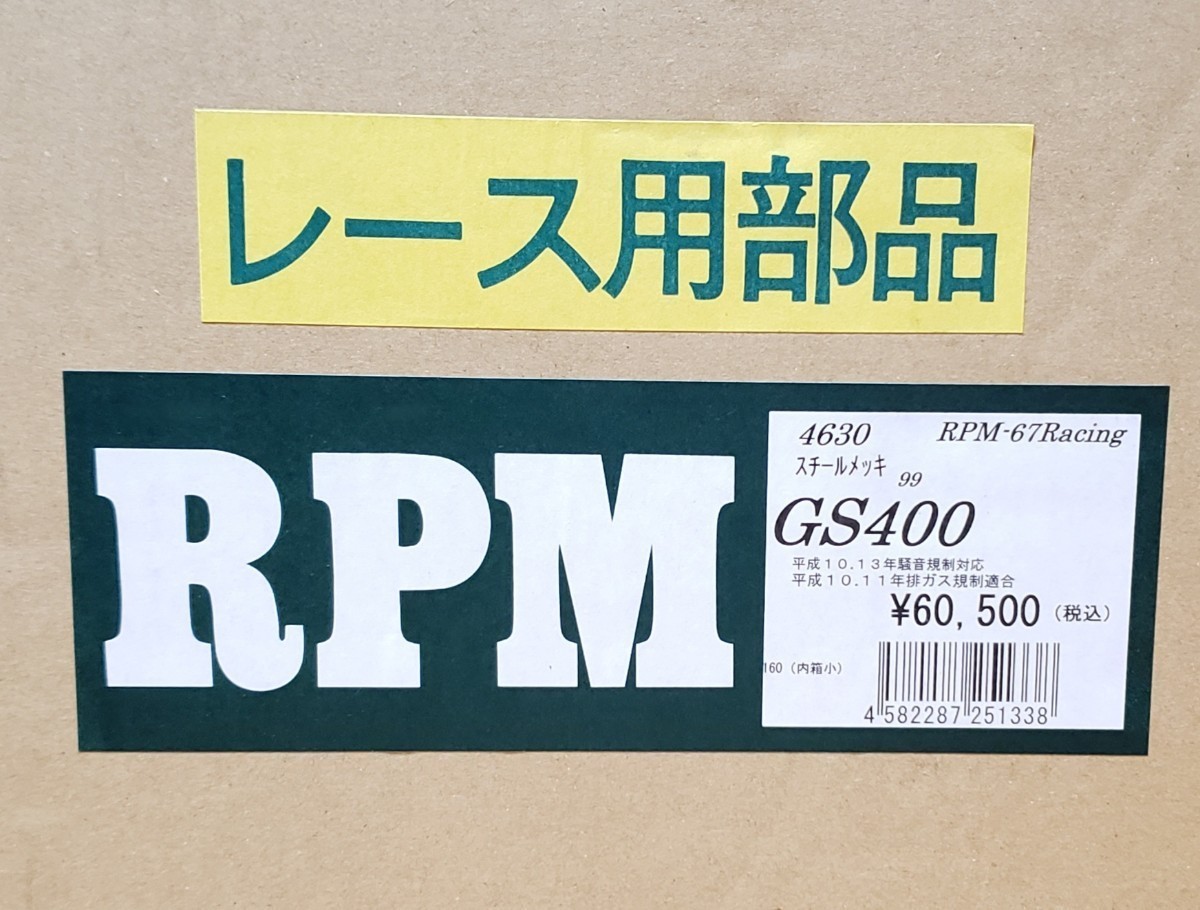 レース用部品
RPM
4630 RPM-67Racing
スチールメッキ 99
GS400
平成10.13年騒音規制対応
平成10.11年排ガス規制適合
¥60,500(税込)
160(内箱小)
4 582287 251338